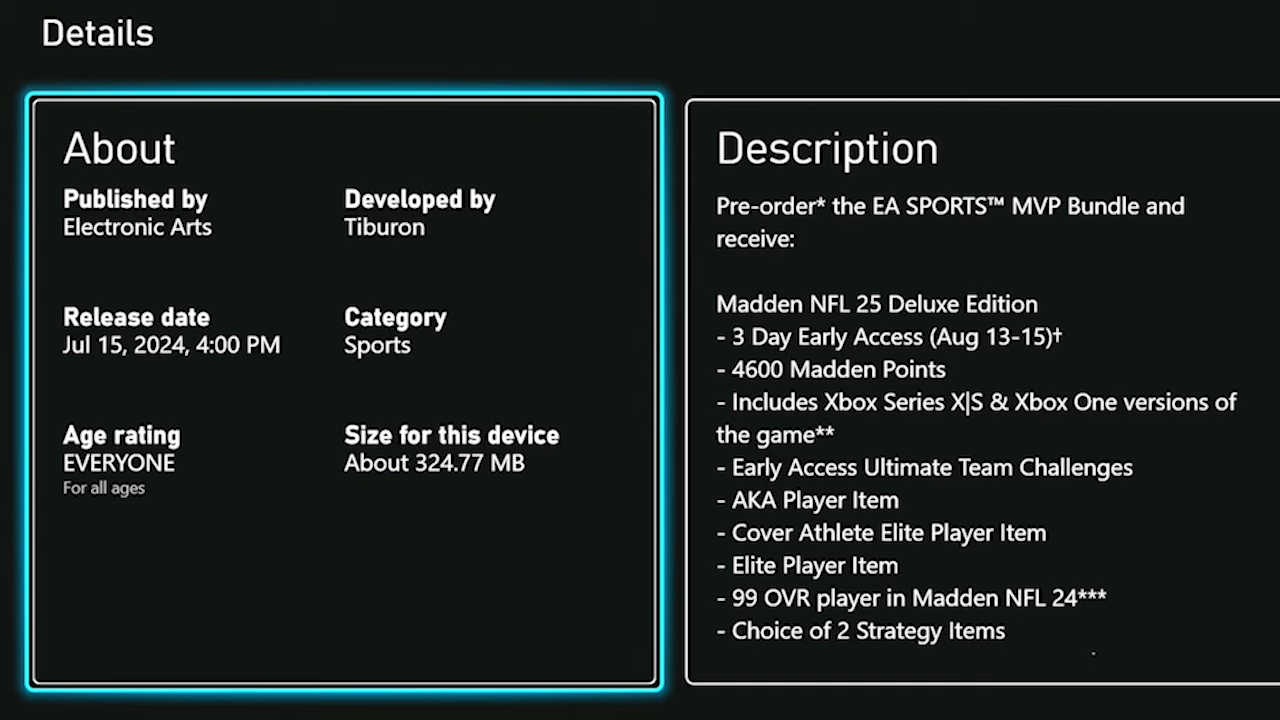 Details
About
Published by
Electronic Arts
Developed by
Tiburon
Release date
Jul 15, 2024, 4:00 PM
Category
Sports
Age rating
EVERYONE
For all ages
Size for this device
About 324.77 MB
Description
Pre-order* the EA SPORTS™ MVP Bundle and
receive:
Madden NFL 25 Deluxe Edition
- 3 Day Early Access (Aug 13-15)†
- 4600 Madden Points
- Includes Xbox Series X|S & Xbox One versions of
the game**
- Early Access Ultimate Team Challenges
- AKA Player Item
- Cover Athlete Elite Player Item
- Elite Player Item
- 99 OVR player in Madden NFL 24***
- Choice of 2 Strategy Items